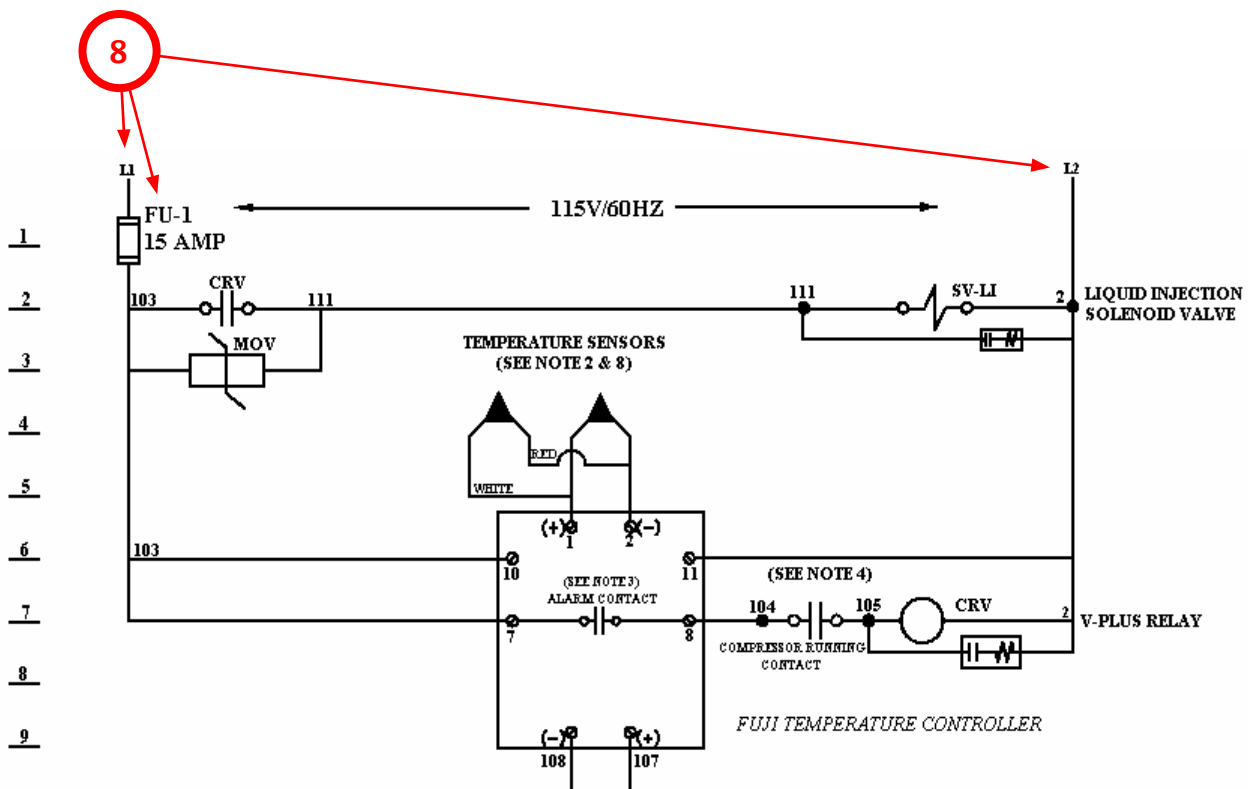 8
L1
L2
FU-1
15 AMP
115V/60HZ
1
CRV
2
103
111
111
SV-LI
2
LIQUID INJECTION
SOLENOID VALVE
MOV
3
TEMPERATURE SENSORS
(SEE NOTE 2 & 8)
4
RED
5
WHITE
(+)
(-)
1
2
6
103
10
11
(SEE NOTE 3)
ALARM CONTACT
(SEE NOTE 4)
7
7
8
104
105
CRV
2
V-PLUS RELAY
COMPRESSOR RUNNING
CONTACT
8
FUJI TEMPERATURE CONTROLLER
9
(-)
(+)
108
107